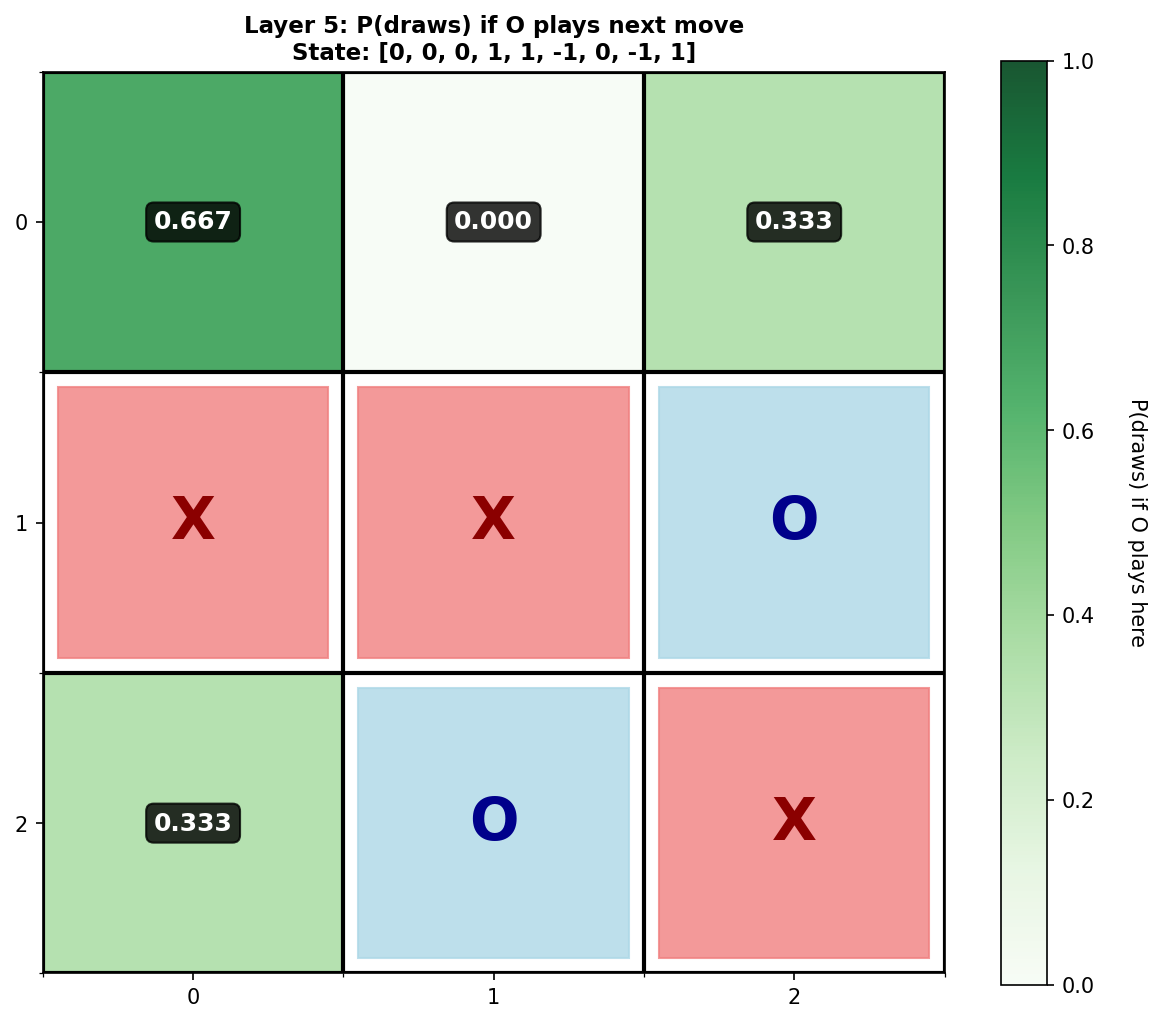 Layer 5: P(draws) if O plays next move
State: [0, 0, 0, 1, 1, -1, 0, -1, 1]
0
0.667
0.000
0.333
1
X
X
O
2
0.333
O
X
0
1
2
1.0
0.8
0.6
0.4
0.2
0.0
P(draws) if O plays here